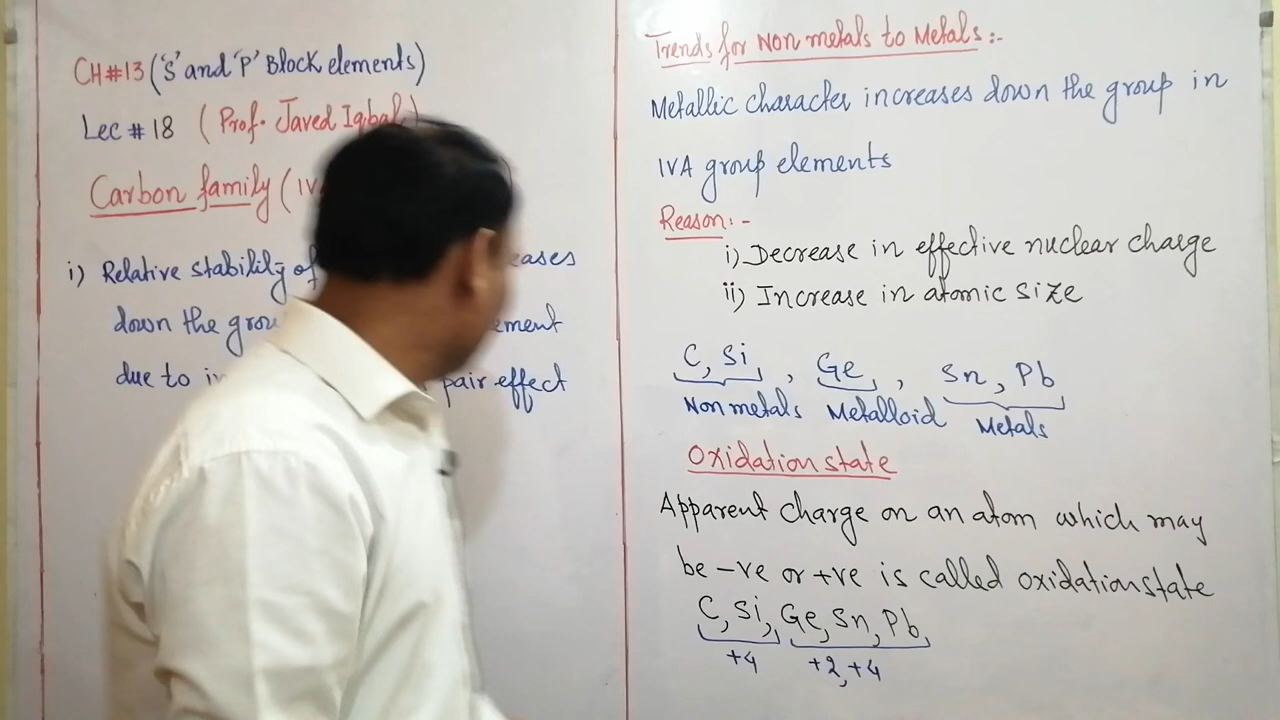 CH#13 ('S' and 'P' Block elements)
Lec # 18 (Prof. Javed Iqbal)
Carbon family (IV
i) Relative stability of eases
down the grou ement
due to pair effect
Trends for Non metals to Metals:-
Metallic character increases down the group in
IVA group elements
Reason:-
i) Decrease in effective nuclear charge
ii) Increase in atomic size
C, Si, Ge, Sn, Pb
Non metals Metalloid Metals
Oxidation state
Apparent charge on an atom which may
be -ve or +ve is called oxidation state
C, Si, Ge, Sn, Pb,
+4 +2, +4